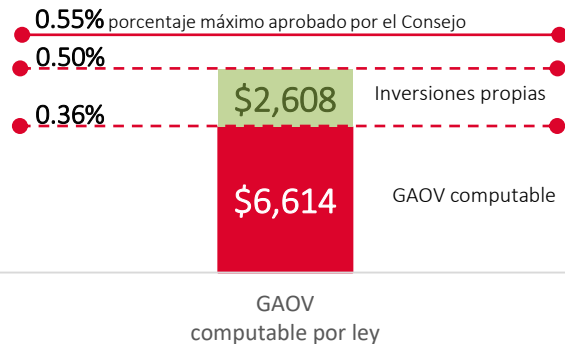 0.55% porcentaje máximo aprobado por el Consejo
0.50%
$2,608 Inversiones propias
0.36%
$6,614 GAOV computable
GAOV
computable por ley